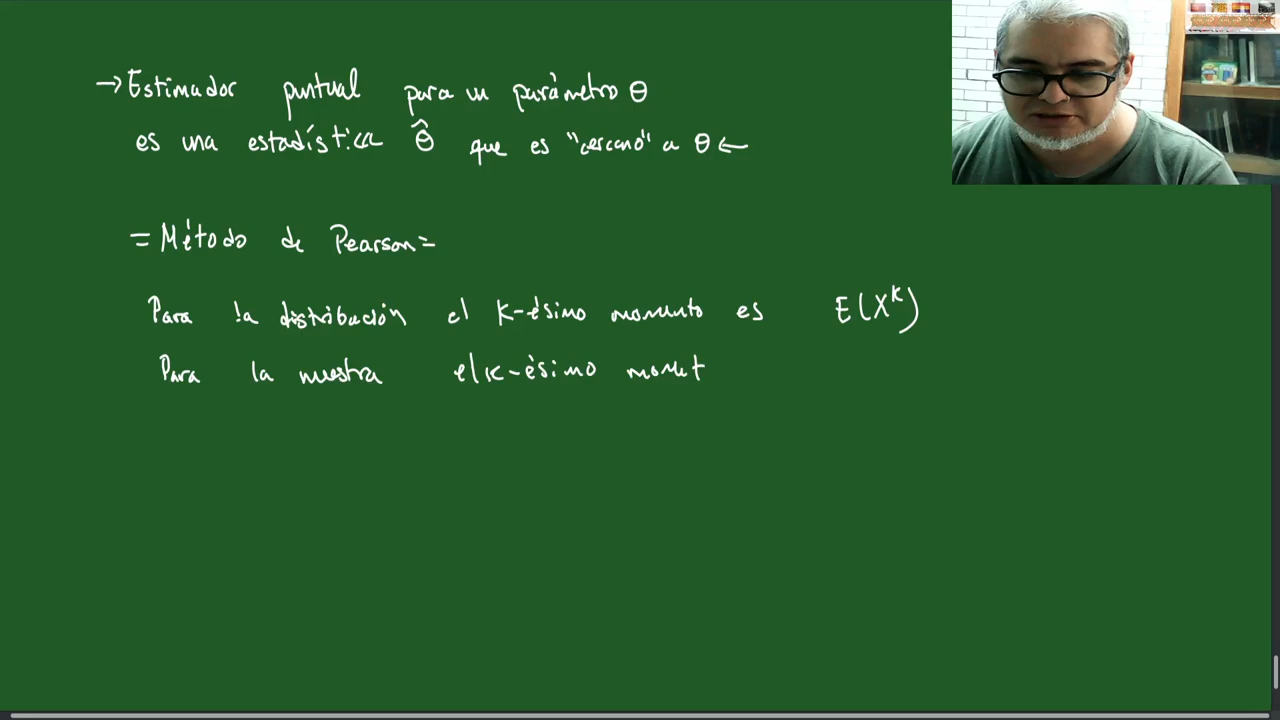 → Estimador puntual para un parámetro θ
es una estadística θ̂ que es "cercano" a θ ←
= Método de Pearson =
Para la distribución el k-ésimo momento es E(X^k)
Para la muestra el k-ésimo momet